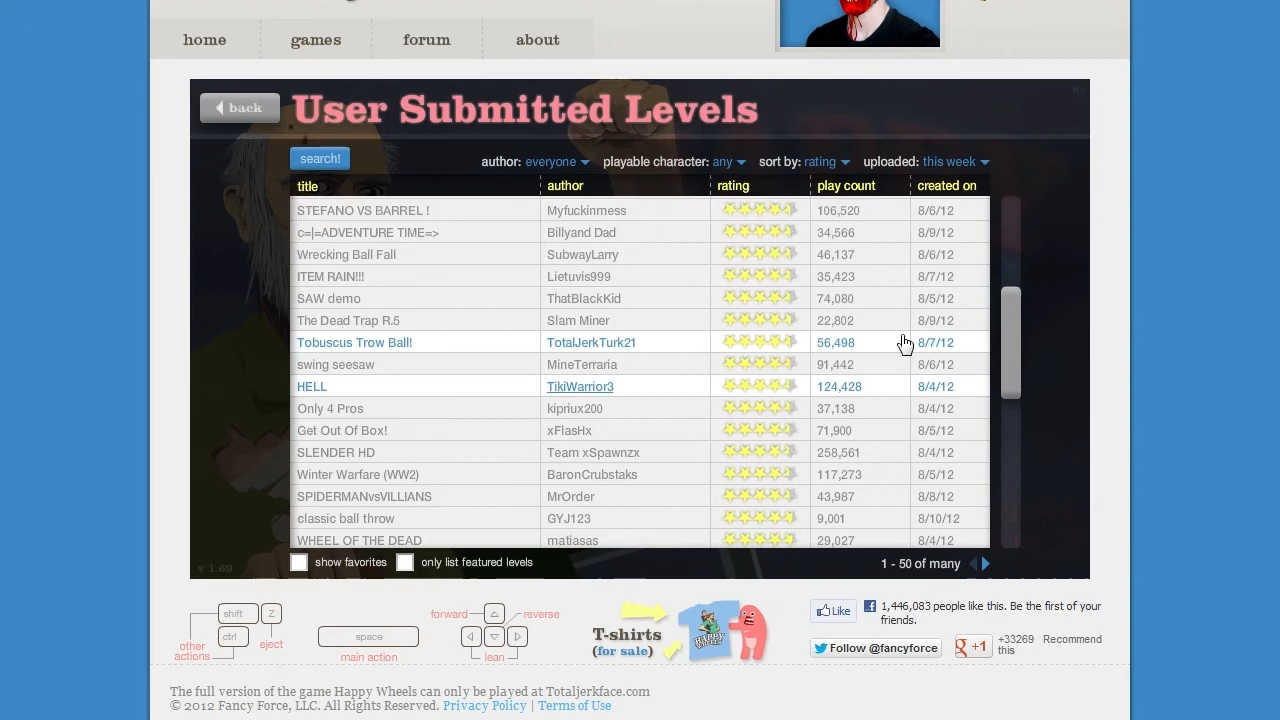 home games forum about
back User Submitted Levels
search! author: everyone playable character: any sort by: rating uploaded: this week
title author rating play count created on
STEFANO VS BARREL ! Myfuckinmess 106,520 8/6/12
c=|=ADVENTURE TIME=> Billyand Dad 34,566 8/9/12
Wrecking Ball Fall SubwayLarry 46,137 8/6/12
ITEM RAIN!!! Lietuvis999 35,423 8/7/12
SAW demo ThatBlackKid 74,080 8/5/12
The Dead Trap R.5 Slam Miner 22,802 8/9/12
Tobuscus Trow Ball! TotalJerkTurk21 56,498 8/7/12
swing seesaw MineTerraria 91,442 8/6/12
HELL TikiWarrior3 124,428 8/4/12
Only 4 Pros kipriux200 37,138 8/4/12
Get Out Of Box! xFlasHx 71,900 8/5/12
SLENDER HD Team xSpawnzx 258,561 8/4/12
Winter Warfare (WW2) BaronCrubstaks 117,273 8/5/12
SPIDERMANvsVILLIANS MrOrder 43,987 8/8/12
classic ball throw GYJ123 9,001 8/10/12
WHEEL OF THE DEAD matiasas 29,027 8/4/12
v 1.69 show favorites only list featured levels 1 - 50 of many
shift Z
ctrl
other actions
eject
space
main action
forward reverse
lean
T-shirts
(for sale)
HAPPY WHEELS
Like 1,446,083 people like this. Be the first of your
friends.
Follow @fancyforce +1 +33269 Recommend
this
The full version of the game Happy Wheels can only be played at Totaljerkface.com
© 2012 Fancy Force, LLC. All Rights Reserved. Privacy Policy | Terms of Use